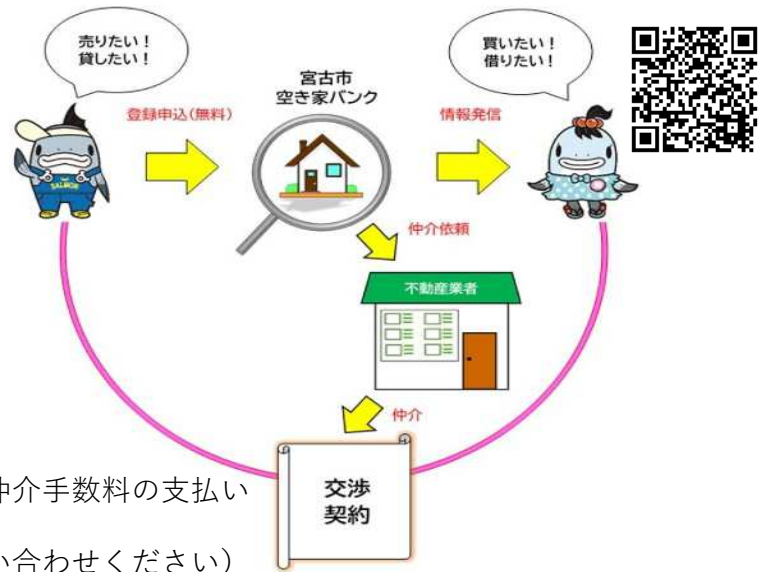 売りたい!
貸したい!
買いたい!
借りたい!
宮古市
空き家バンク
登録申込(無料)
情報発信
SALMON
仲介依頼
不動産業者
仲介
交渉
契約
仲介手数料の支払い
い合わせください)